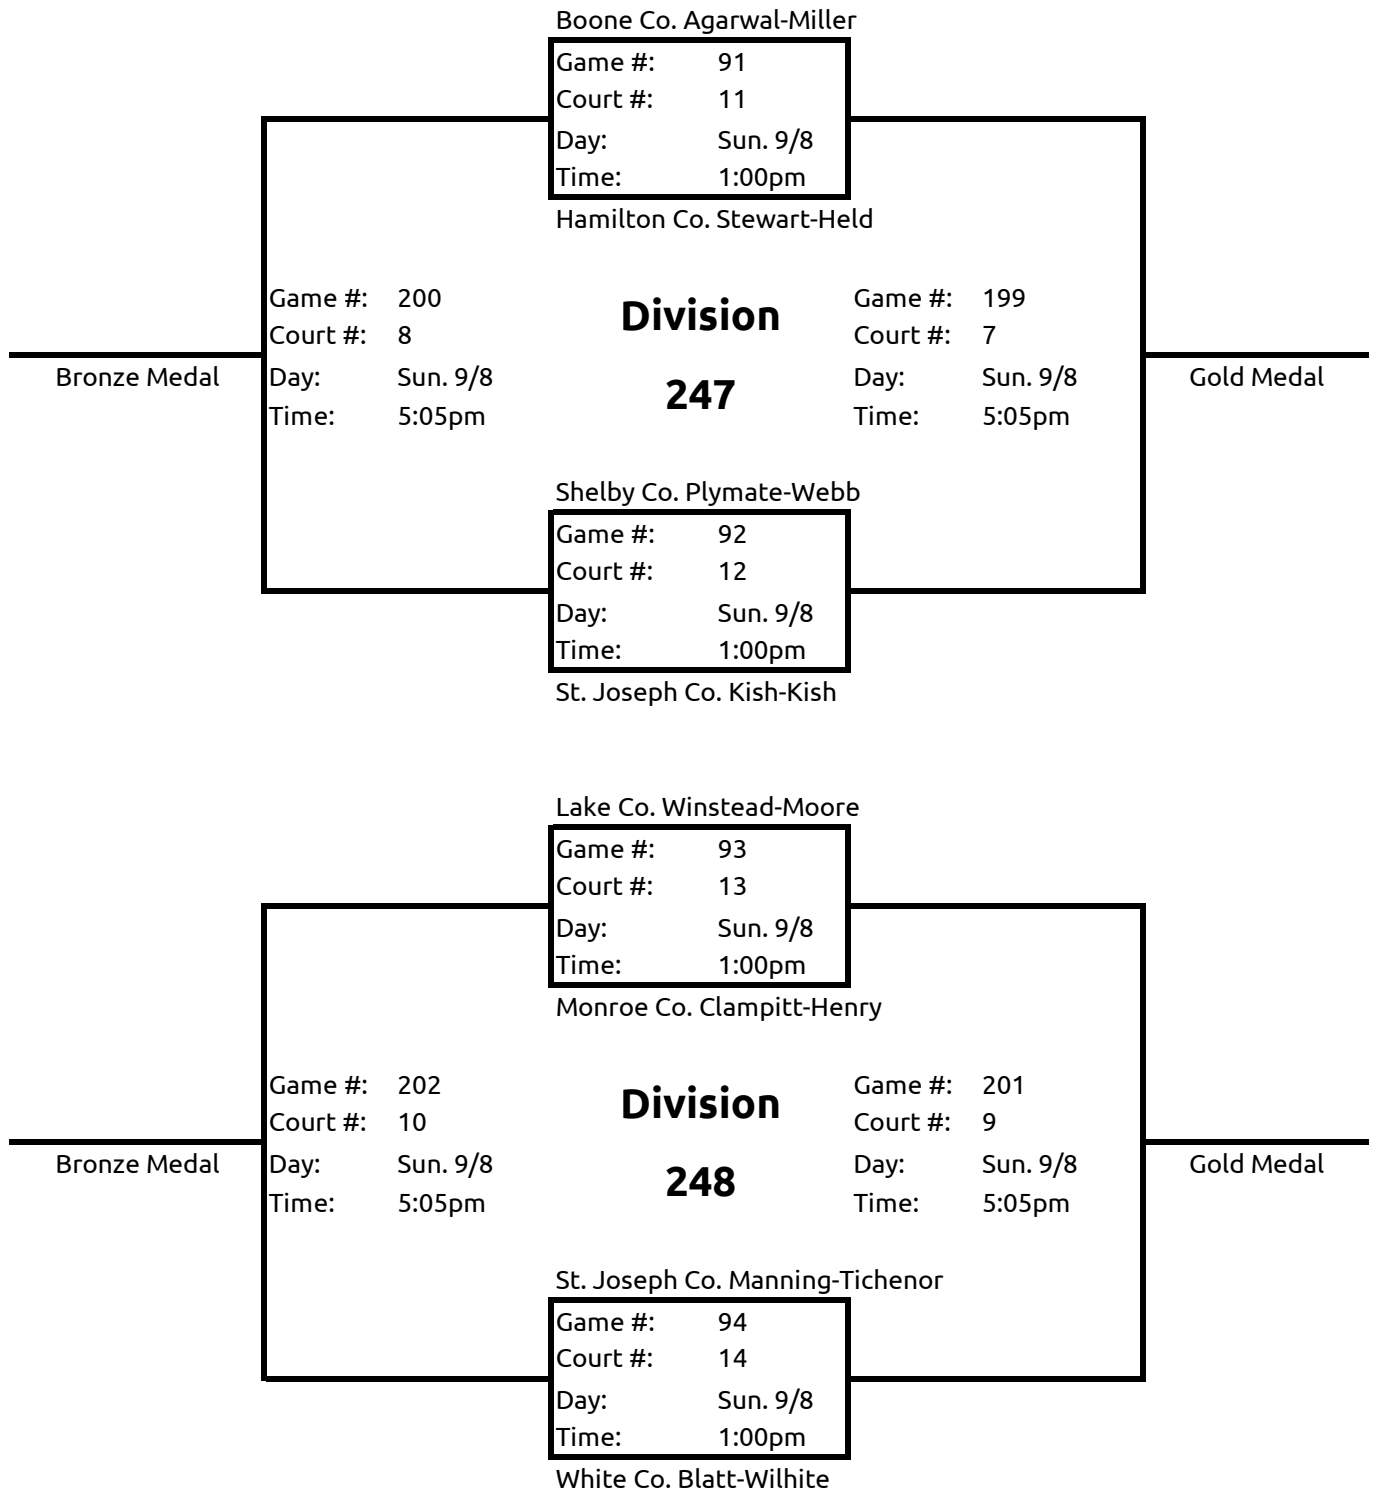 Boone Co. Agarwal-Miller
Game #: 91
Court #: 11
Day: Sun. 9/8
Time: 1:00pm
Hamilton Co. Stewart-Held
Game #: 200
Court #: 8
Day: Sun. 9/8
Time: 5:05pm
Bronze Medal
Division
247
Game #: 199
Court #: 7
Day: Sun. 9/8
Time: 5:05pm
Gold Medal
Shelby Co. Plymate-Webb
Game #: 92
Court #: 12
Day: Sun. 9/8
Time: 1:00pm
St. Joseph Co. Kish-Kish
Lake Co. Winstead-Moore
Game #: 93
Court #: 13
Day: Sun. 9/8
Time: 1:00pm
Monroe Co. Clampitt-Henry
Game #: 202
Court #: 10
Day: Sun. 9/8
Time: 5:05pm
Bronze Medal
Division
248
Game #: 201
Court #: 9
Day: Sun. 9/8
Time: 5:05pm
Gold Medal
St. Joseph Co. Manning-Tichenor
Game #: 94
Court #: 14
Day: Sun. 9/8
Time: 1:00pm
White Co. Blatt-Wilhite